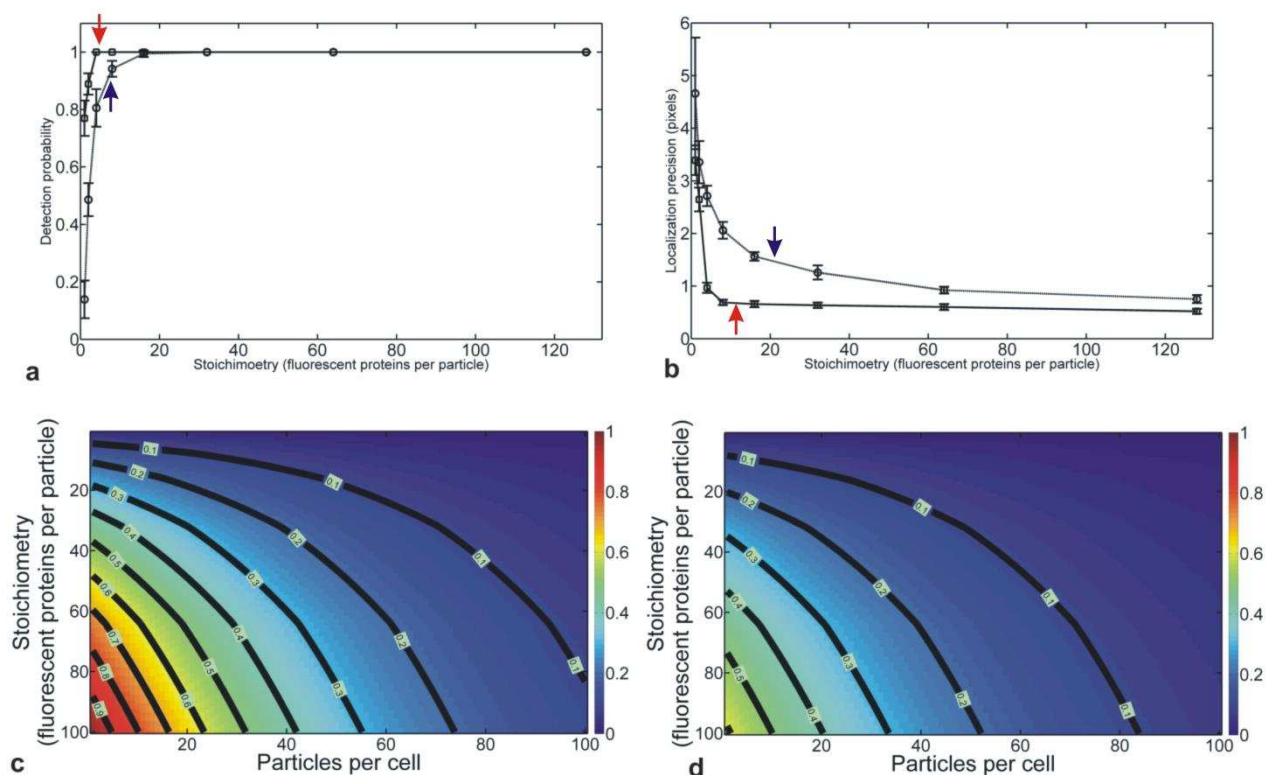 1
0.8
0.6
0.4
0.2
0
0 20 40 60 80 100 120
Detection probability
Stoichimoetry (fluorescent proteins per particle)
a
6
5
4
3
2
1
0
0 20 40 60 80 100 120
Localization precision (pixels)
Stoichimoetry (fluorescent proteins per particle)
b
Stoichiometry
(fluorescent proteins per particle)
20
40
60
80
100
20 40 60 80 100
Particles per cell
0.1 0.1 0.1 0.1
0.2 0.2 0.2 0.2
0.3 0.3 0.3
0.4 0.4
0.5 0.5
0.6 0.6
0.7
0.8
0.9
1
0.8
0.6
0.4
0.2
0
c
Stoichiometry
(fluorescent proteins per particle)
20
40
60
80
100
20 40 60 80 100
Particles per cell
0.1 0.1 0.1 0.1
0.2 0.2 0.2
0.3 0.3
0.4 0.4
0.5
1
0.8
0.6
0.4
0.2
0
d